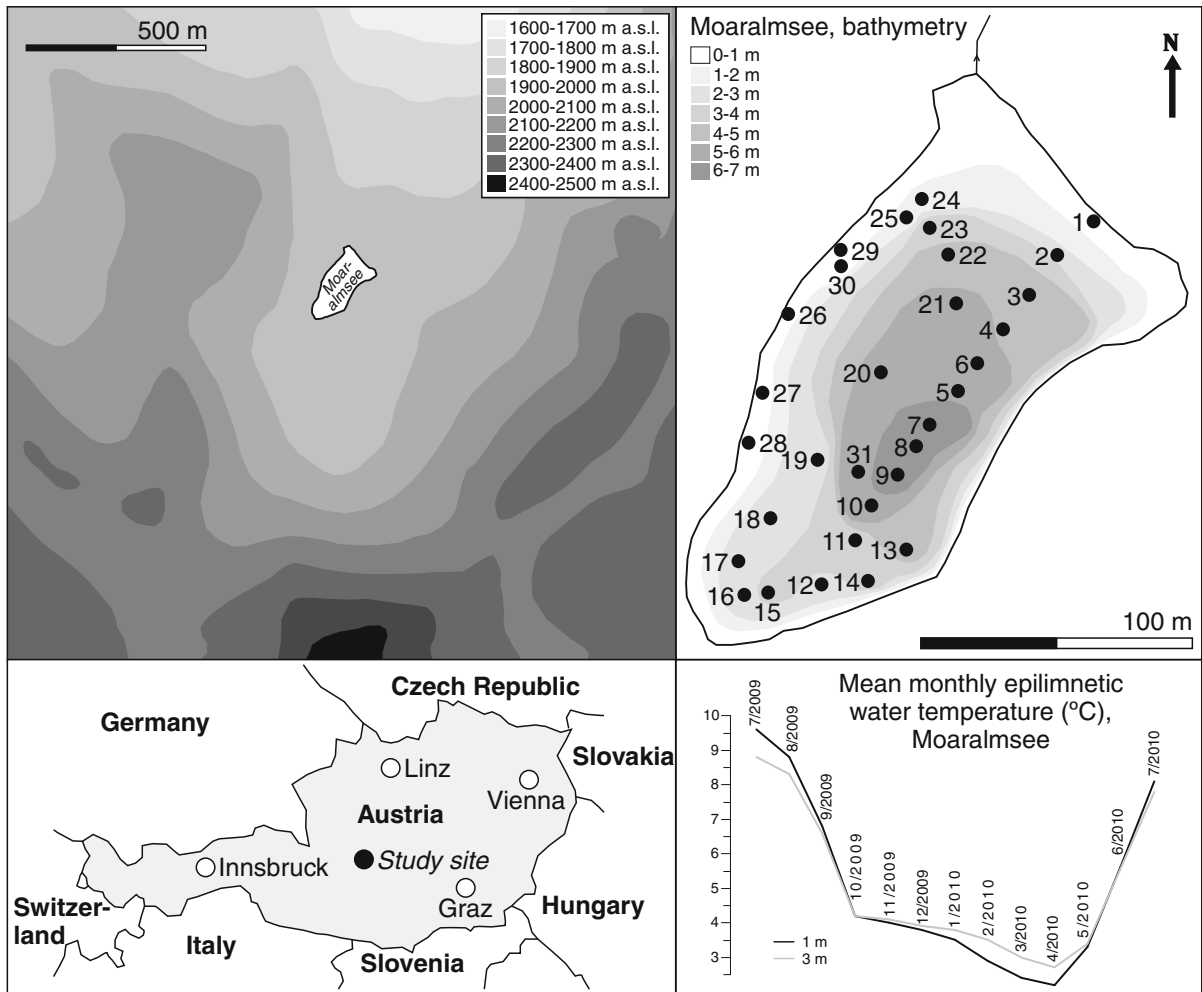 500 m
1600-1700 m a.s.l.
1700-1800 m a.s.l.
1800-1900 m a.s.l.
1900-2000 m a.s.l.
2000-2100 m a.s.l.
2100-2200 m a.s.l.
2200-2300 m a.s.l.
2300-2400 m a.s.l.
2400-2500 m a.s.l.
Moar-
almsee
Moaralmsee, bathymetry
0-1 m
1-2 m
2-3 m
3-4 m
4-5 m
5-6 m
6-7 m
N
24
25
1
23
29
22
2
30
3
21
26
4
6
20
5
27
7
28
8
19
31
9
10
18
11
13
17
12
14
16
15
100 m
Czech Republic
Germany
Slovakia
Linz
Vienna
Austria
Study site
Innsbruck
Graz
Switzer-
land
Hungary
Italy
Slovenia
Mean monthly epilimnetic
water temperature (ºC),
Moaralmsee
10
9
8
7
6
5
4
3
7/2009
8/2009
9/2009
10/2009
11/2009
12/2009
1/2010
2/2010
3/2010
4/2010
5/2010
6/2010
7/2010
1 m
3 m